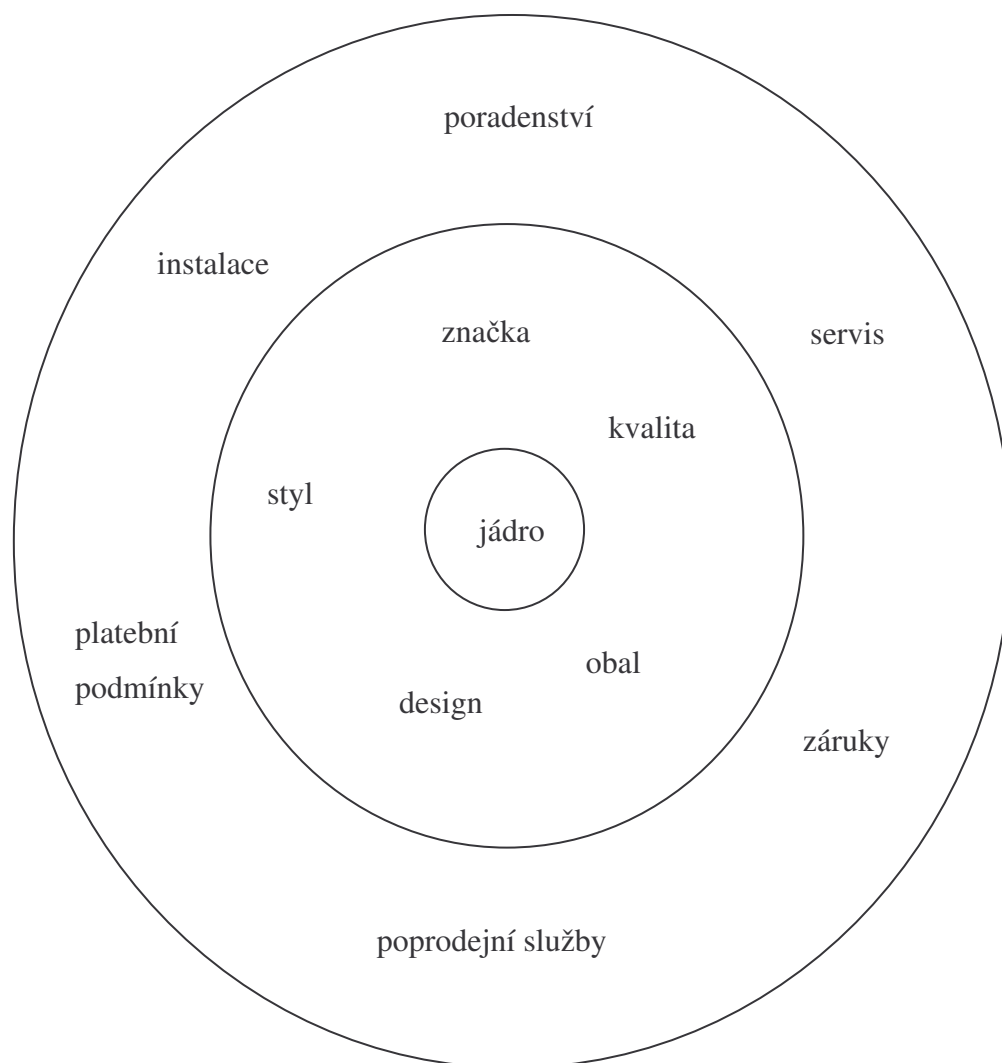 poradenství
instalace
značka
servis
kvalita
styl
jádro
platební
podmínky
obal
design
záruky
poprodejní služby